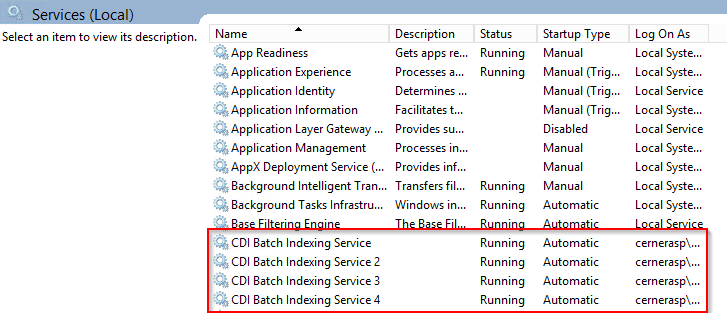 Services (Local)
Select an item to view its description.
Name Description Status Startup Type Log On As
App Readiness Gets apps re... Running Manual Local Syste...
Application Experience Processes a... Running Manual (Trig... Local Syste...
Application Identity Determines ... Manual (Trig... Local Service
Application Information Facilitates t... Manual (Trig... Local Syste...
Application Layer Gateway ... Provides su... Disabled Local Service
Application Management Processes in... Manual Local Syste...
AppX Deployment Service (... Provides inf... Manual Local Syste...
Background Intelligent Tran... Transfers fil... Running Manual Local Syste...
Background Tasks Infrastru... Windows in... Running Automatic Local Syste...
Base Filtering Engine The Base Fil... Running Automatic Local Service
CDI Batch Indexing Service Running Automatic cernerasp\...
CDI Batch Indexing Service 2 Running Automatic cernerasp\...
CDI Batch Indexing Service 3 Running Automatic cernerasp\...
CDI Batch Indexing Service 4 Running Automatic cernerasp\...